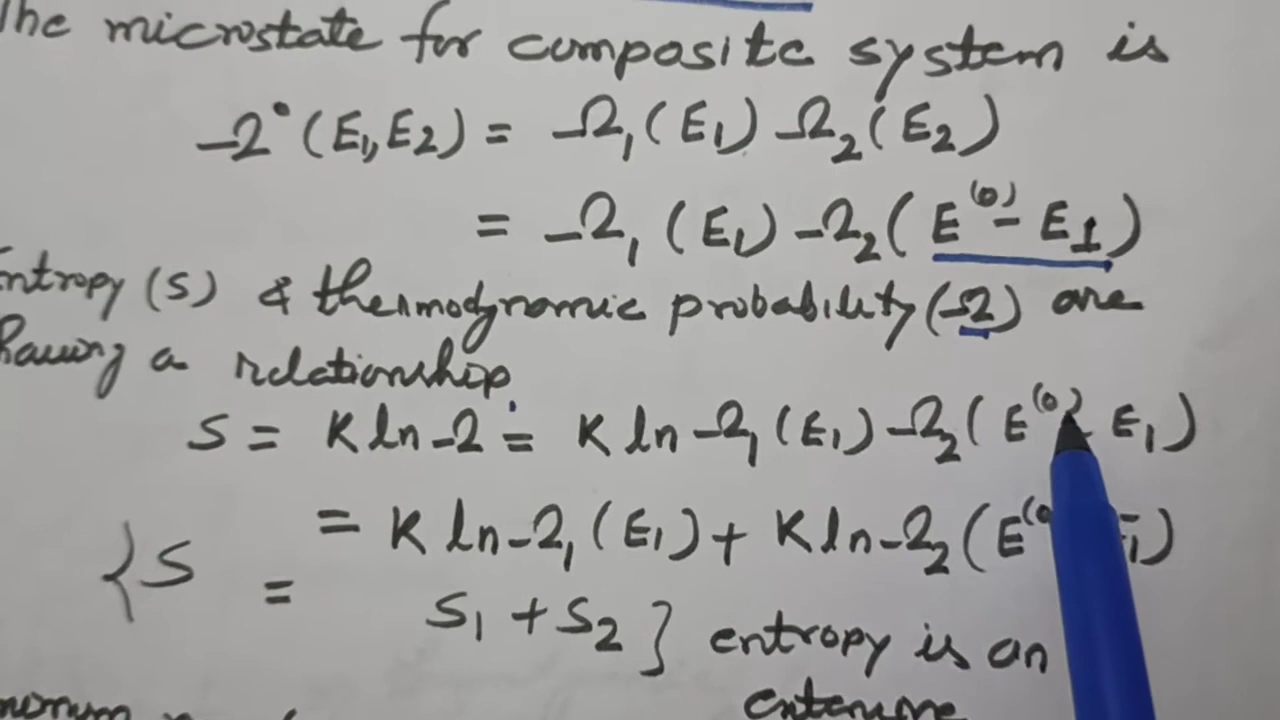 The microstate for composite system is
Ω°(E₁,E₂) = Ω₁(E₁) Ω₂(E₂)
= Ω₁(E₁) Ω₂(E⁽⁰⁾ - E₁)
Entropy (S) & thermodynamic probability (Ω) are
having a relationship
S = K ln Ω = K ln Ω₁(E₁) Ω₂(E⁽⁰⁾ E₁)
= K ln Ω₁(E₁) + K ln Ω₂(E
{S = S₁ + S₂} entropy is an